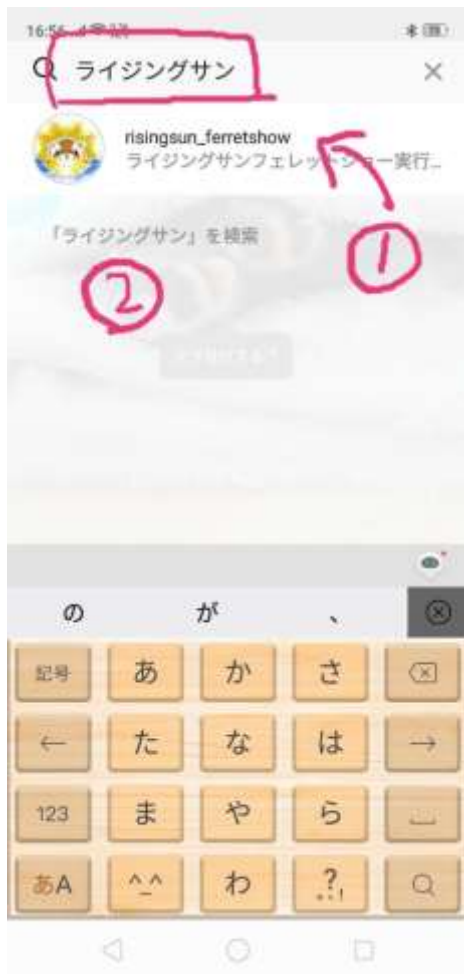 16:56
ライジングサン
risingsun_ferretshow
ライジングサンフェレットショー実行…
①
「ライジングサン」を検索
②
の が 、
記号 あ か さ
← た な は →
123 ま や ら
あA ^_^ わ .?!